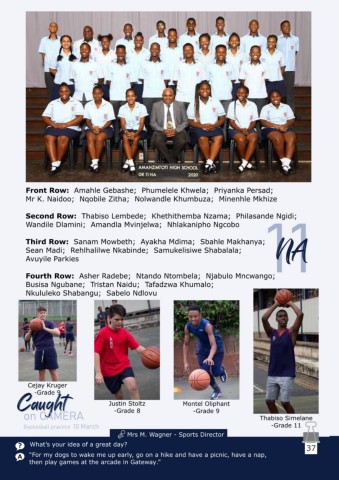 AMANZIMTOTI HIGH SCHOOL
GR 11 NA 2020
Front Row: Amahle Gebashe; Phumelele Khwela; Priyanka Persad;
Mr K. Naidoo; Nqobile Zitha; Nolwandle Khumbuza; Minenhle Mkhize
Second Row: Thabiso Lembede; Khethithemba Nzama; Philasande Ngidi;
Wandile Dlamini; Amandla Mvinjelwa; Nhlakanipho Ngcobo
Third Row: Sanam Mowbeth; Ayakha Mdima; Sbahle Makhanya;
Sean Madi; Rehlhalilwe Nkabinde; Samukelisiwe Shabalala;
Avuyile Parkies
11
NA
Fourth Row: Asher Radebe; Ntando Ntombela; Njabulo Mncwango;
Busisa Ngubane; Tristan Naidu; Tafadzwa Khumalo;
Nkululeko Shabangu; Sabelo Ndlovu
Cejay Kruger
-Grade 9
Justin Stoltz
-Grade 8
Montel Oliphant
-Grade 9
Thabiso Simelane
-Grade 11
Caught
on CAMERA
Basketball practice 10 March
Mrs M. Wagner - Sports Director
37
? What's your idea of a great day?
A "For my dogs to wake me up early, go on a hike and have a picnic, have a nap,
then play games at the arcade in Gateway."